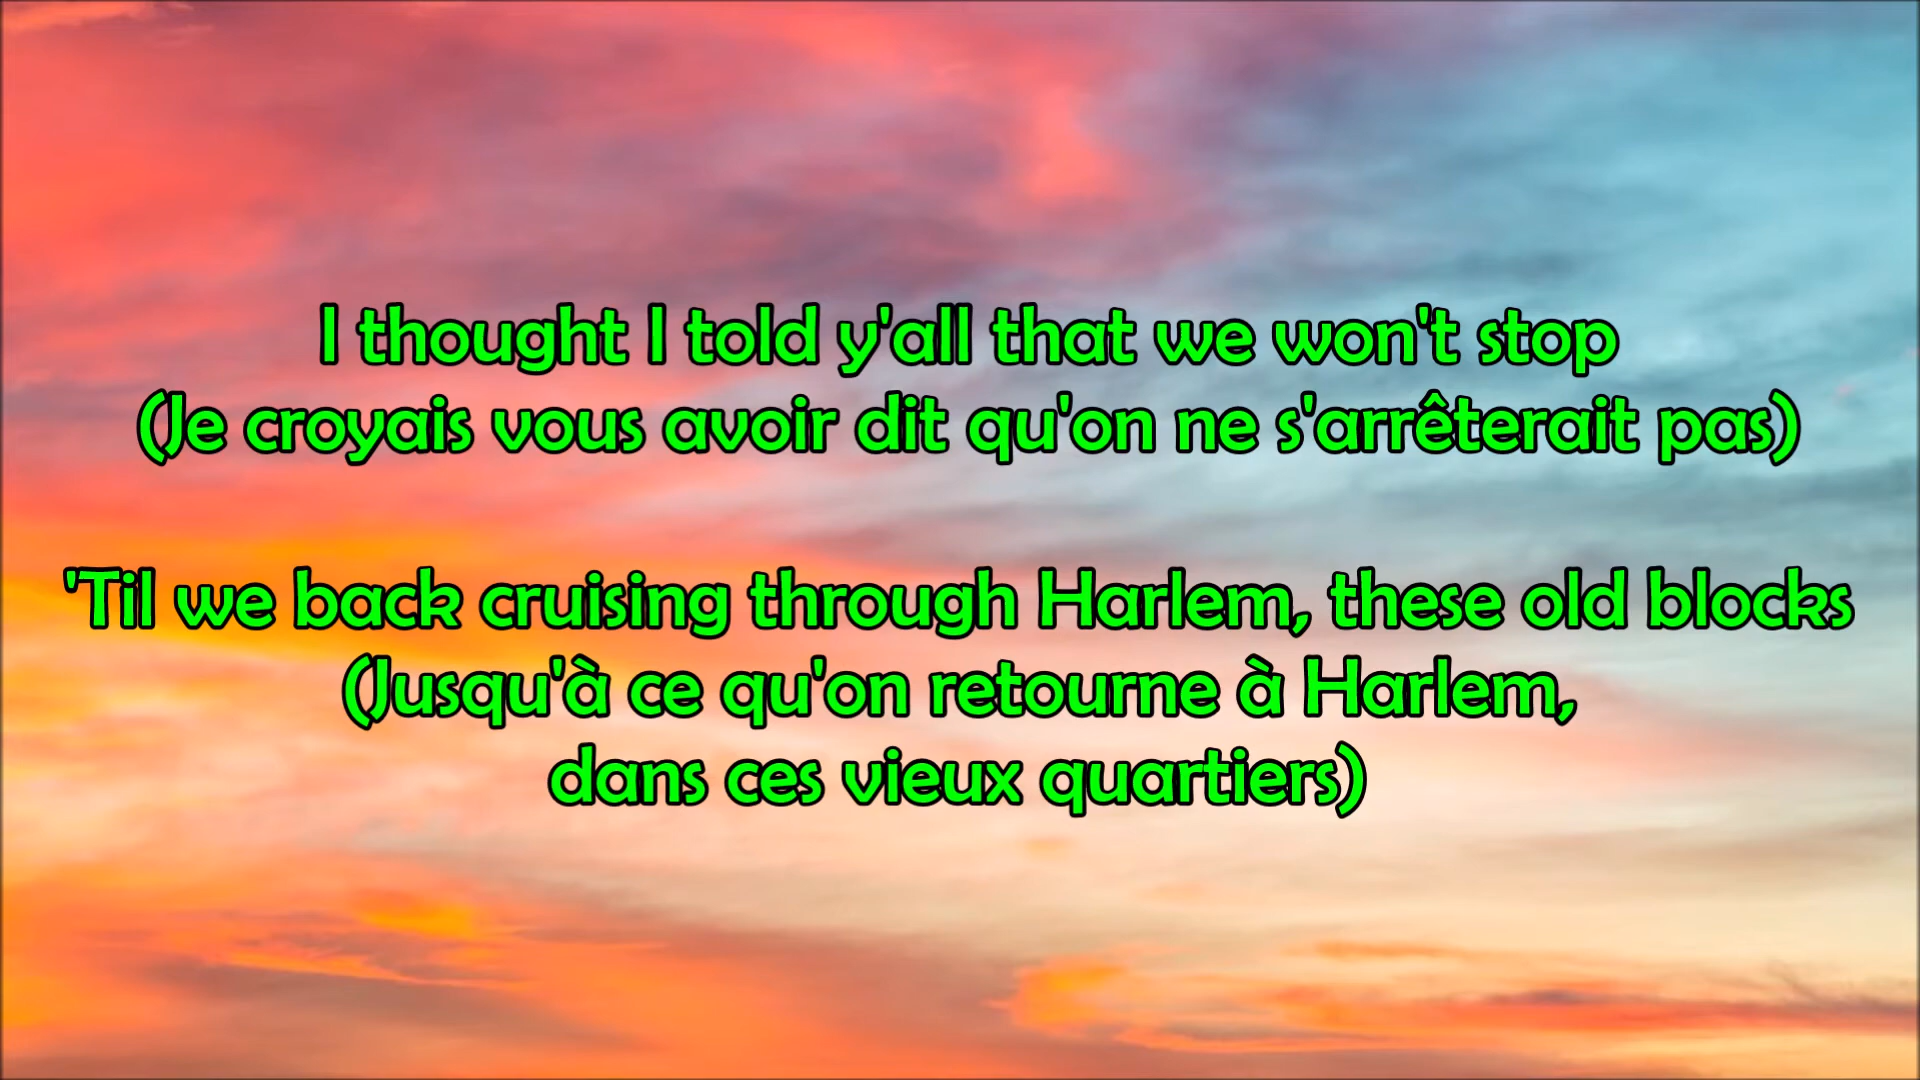 I thought I told y'all that we won't stop
(Je croyais vous avoir dit qu'on ne s'arrêterait pas)
'Til we back cruising through Harlem, these old blocks
(Jusqu'à ce qu'on retourne à Harlem,
dans ces vieux quartiers)